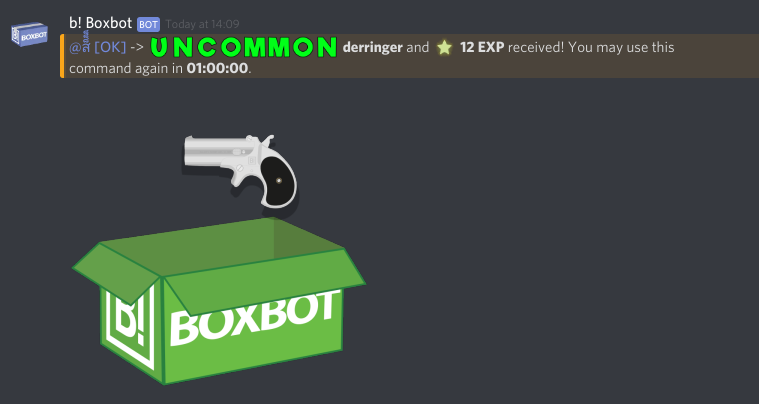 b! Boxbot BOT Today at 14:09
BOXBOT
[OK] -> UNCOMMON derringer and 12 EXP received! You may use this
command again in 01:00:00.
B! BOXBOT